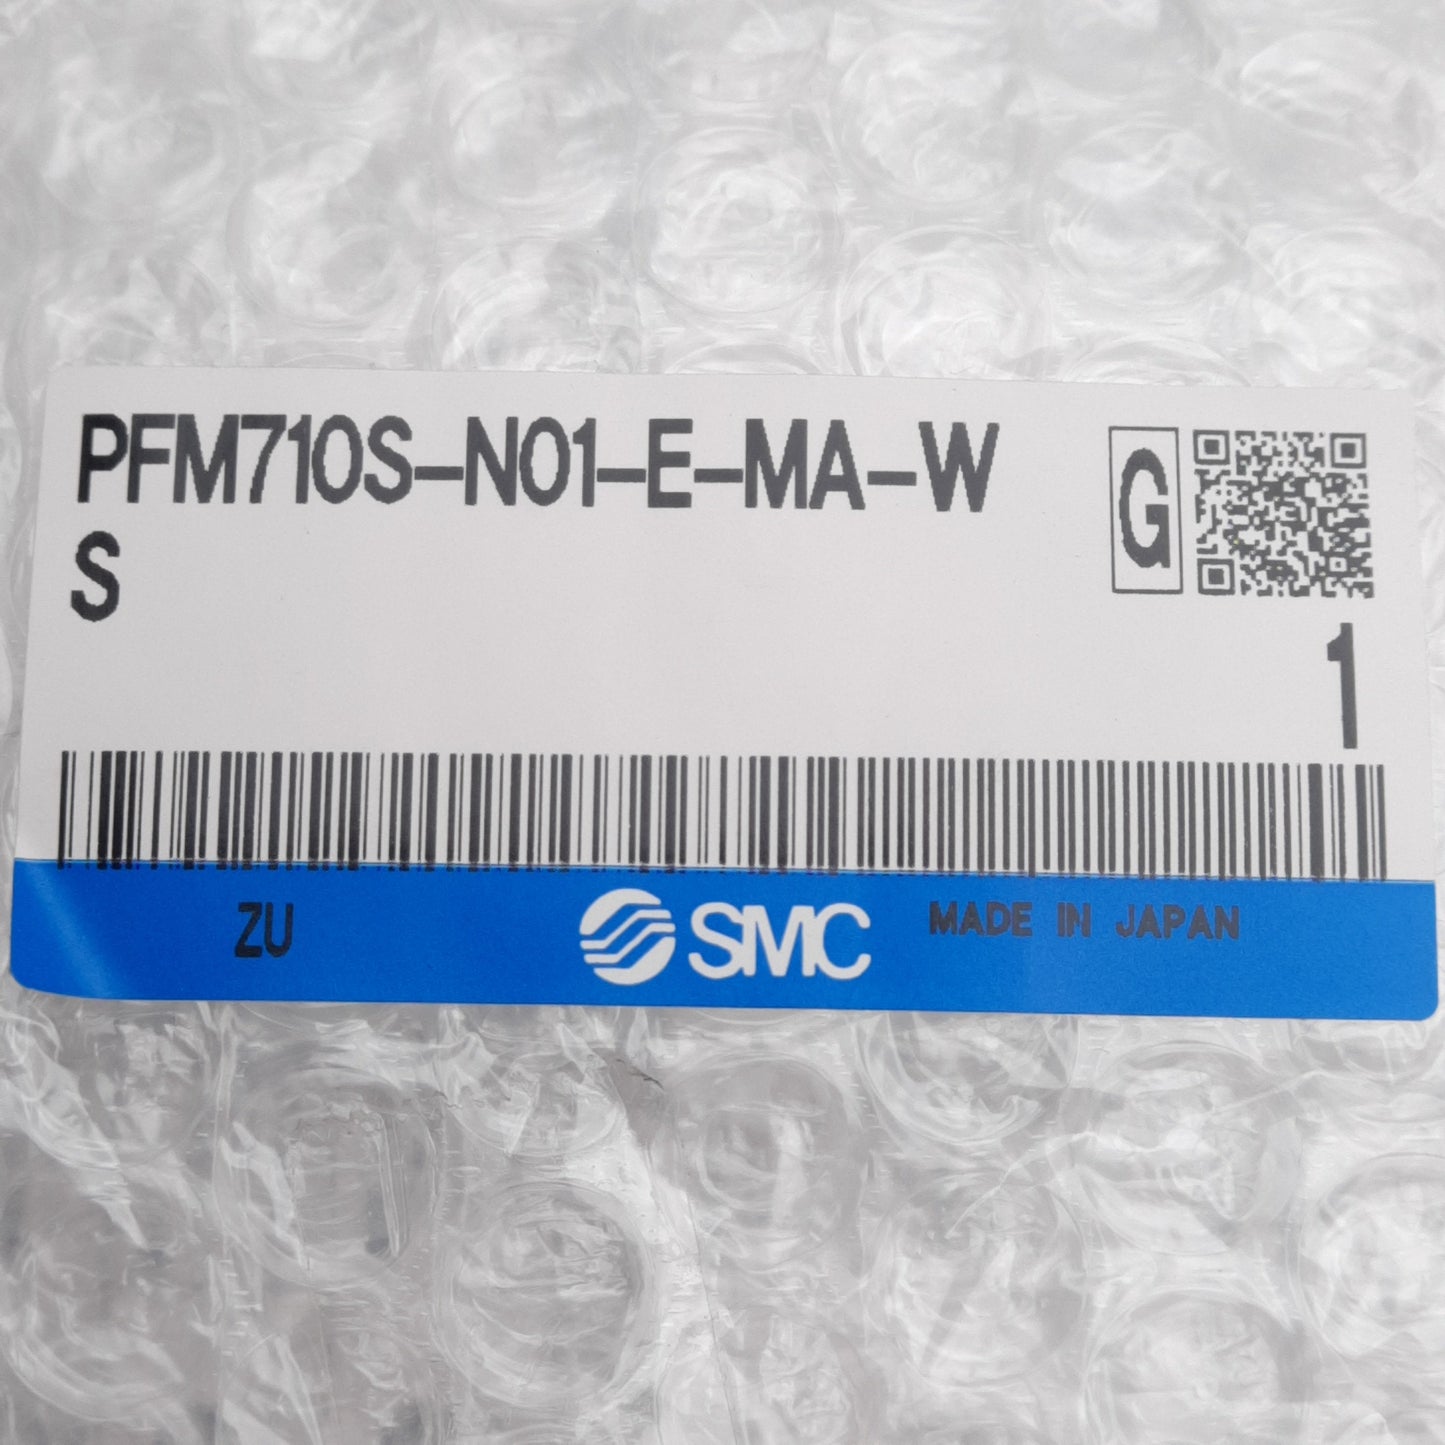 PFM710S-N01-E-MA-W
S
G
1
ZU
SMC
MADE IN JAPAN